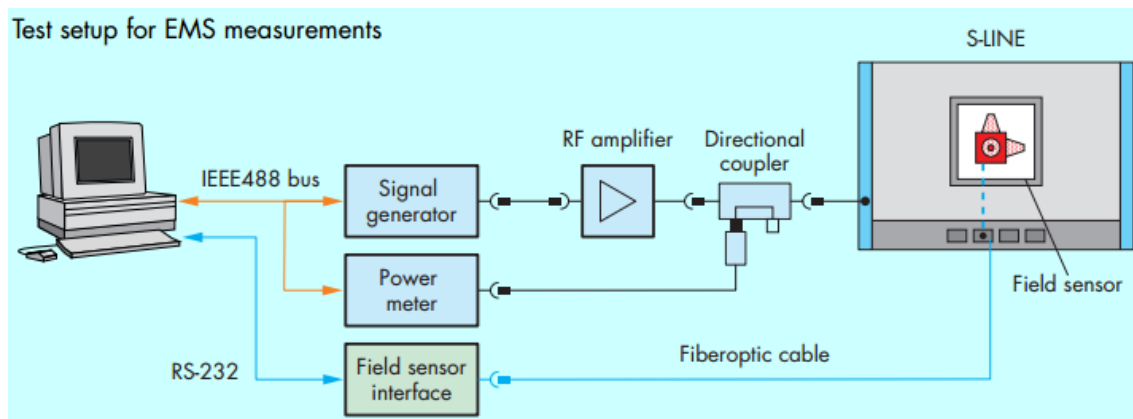 Test setup for EMS measurements
S-LINE
RF amplifier
Directional
coupler
IEEE488 bus
Signal
generator
Power
meter
Field sensor
RS-232
Field sensor
interface
Fiberoptic cable